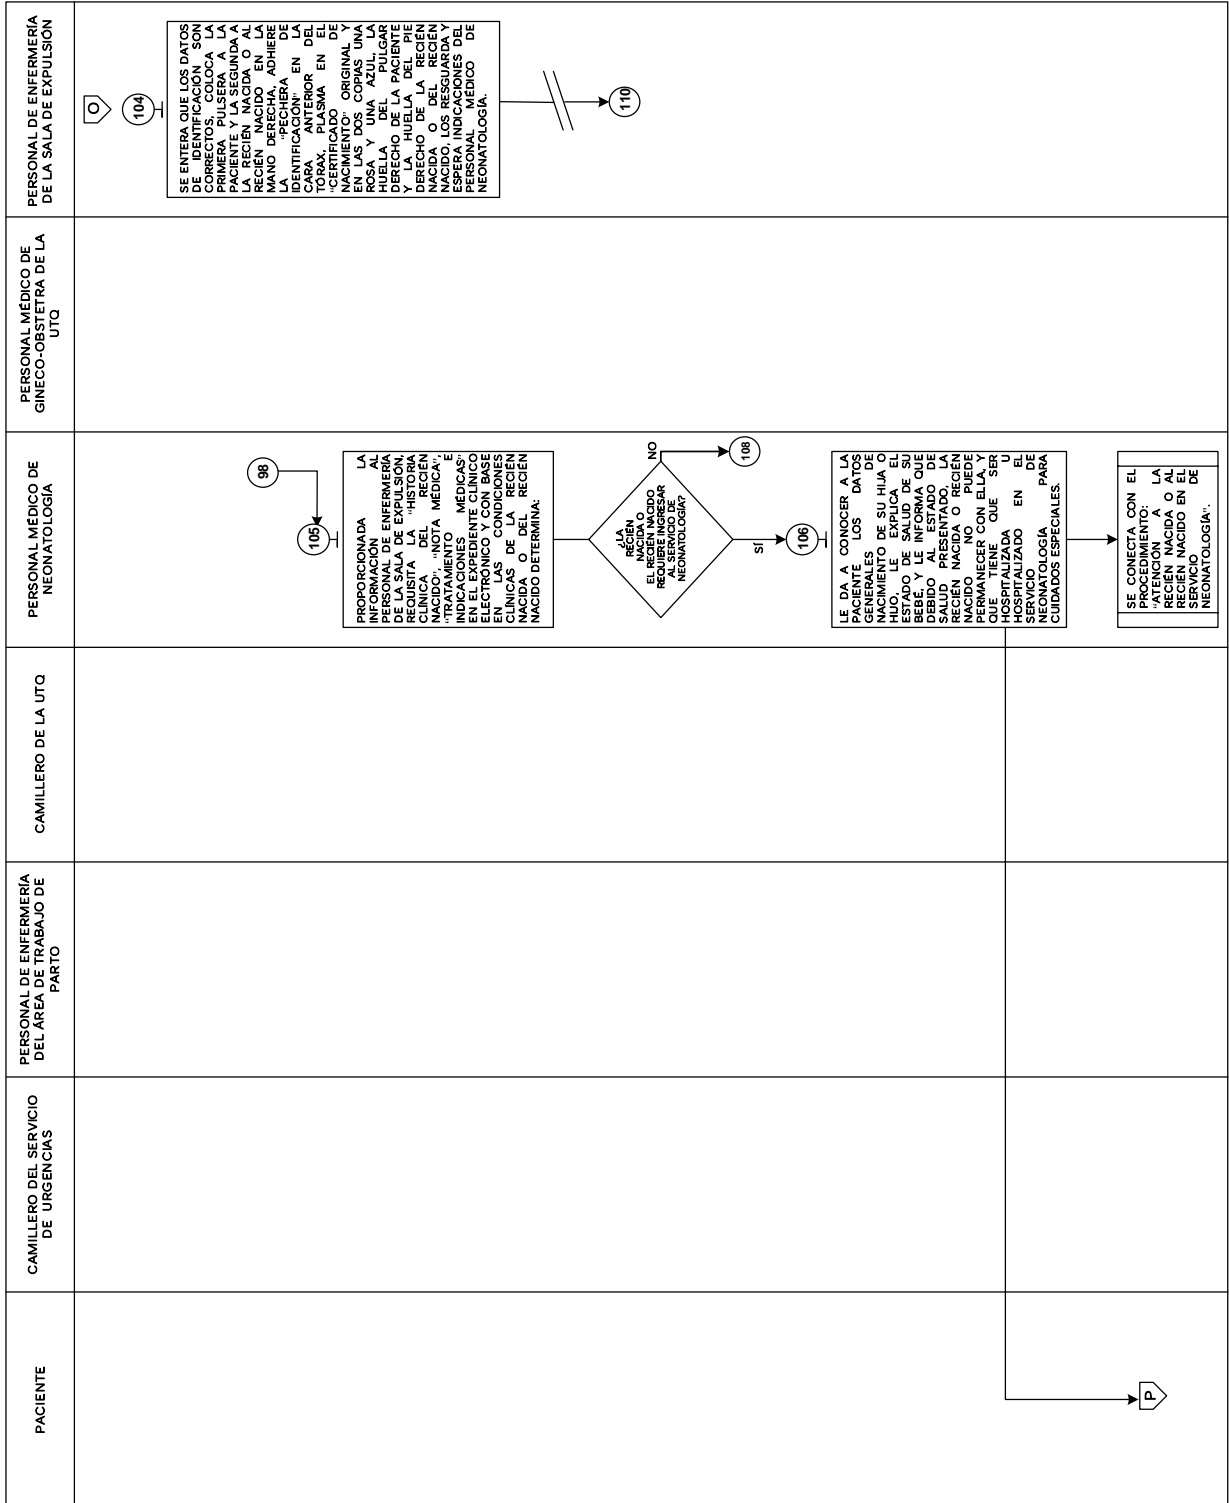 PACIENTE
CAMILLERO DEL SERVICIO
DE URGENCIAS
PERSONAL DE ENFERMERÍA
DEL ÁREA DE TRABAJO DE
PARTO
CAMILLERO DE LA UTQ
PERSONAL MÉDICO DE
NEONATOLOGÍA
PERSONAL MÉDICO DE
GINECO-OBSTETRA DE LA
UTQ
PERSONAL DE ENFERMERÍA
DE LA SALA DE EXPULSIÓN
O
104
SE ENTERA QUE LOS DATOS
DE IDENTIFICACIÓN SON
CORRECTOS, COLOCA LA
PRIMERA PULSERA A LA
PACIENTE Y LA SEGUNDA A
LA RECIÉN NACIDA O AL
RECIÉN NACIDO EN LA
MANO DERECHA, ADHIERE
LA "PECHERA DE
IDENTIFICACIÓN" EN LA
CARA ANTERIOR DEL
TÓRAX, PLASMA EN EL
"CERTIFICADO DE
NACIMIENTO" ORIGINAL Y
EN LAS DOS COPIAS UNA
ROSA Y UNA AZUL, LA
HUELLA DEL PULGAR
DERECHO DE LA PACIENTE
Y LA HUELLA DEL PIE
DERECHO DE LA RECIÉN
NACIDA O DEL RECIÉN
NACIDO, LOS RESGUARDA Y
ESPERA INDICACIONES DEL
PERSONAL MÉDICO DE
NEONATOLOGÍA.
110
98
105
PROPORCIONADA LA
INFORMACIÓN AL
PERSONAL DE ENFERMERÍA
DE LA SALA DE EXPULSIÓN,
REQUISITA LA "HISTORIA
CLÍNICA DEL RECIÉN
NACIDO", "NOTA MÉDICA",
"TRATAMIENTO E
INDICACIONES MÉDICAS"
EN EL EXPEDIENTE CLÍNICO
ELECTRÓNICO Y CON BASE
EN LAS CONDICIONES
CLÍNICAS DE LA RECIÉN
NACIDA O DEL RECIÉN
NACIDO DETERMINA:
¿LA
RECIÉN
NACIDA O
EL RECIÉN NACIDO
REQUIERE INGRESAR
AL SERVICIO DE
NEONATOLOGÍA?
NO
108
SÍ
106
LE DA A CONOCER A LA
PACIENTE LOS DATOS
GENERALES DE
NACIMIENTO DE SU HIJA O
HIJO, LE EXPLICA EL
ESTADO DE SALUD DE SU
BEBÉ, Y LE INFORMA QUE
DEBIDO AL ESTADO DE
SALUD PRESENTADO, LA
RECIÉN NACIDA O RECIÉN
NACIDO NO PUEDE
PERMANECER CON ELLA, Y
QUE TIENE QUE SER
HOSPITALIZADA U
HOSPITALIZADO EN EL
SERVICIO DE
NEONATOLOGÍA PARA
CUIDADOS ESPECIALES.
SE CONECTA CON EL
PROCEDIMIENTO:
"ATENCIÓN A LA
RECIÉN NACIDA O AL
RECIÉN NACIDO EN EL
SERVICIO DE
NEONATOLOGÍA".
P